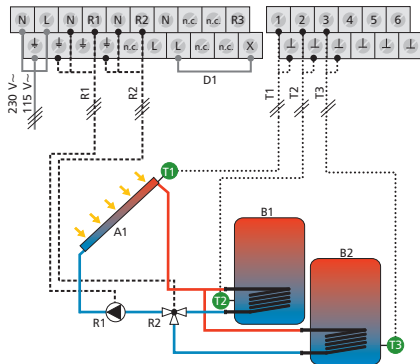 N L N R1 N R2 N n.c. n.c. R3
n.c. L L n.c. X
1 2 3 4 5 6
230 V~
115 V~
R1
R2
D1
T1
T2
T3
T1
A1
B1
B2
T2
T3
R1
R2